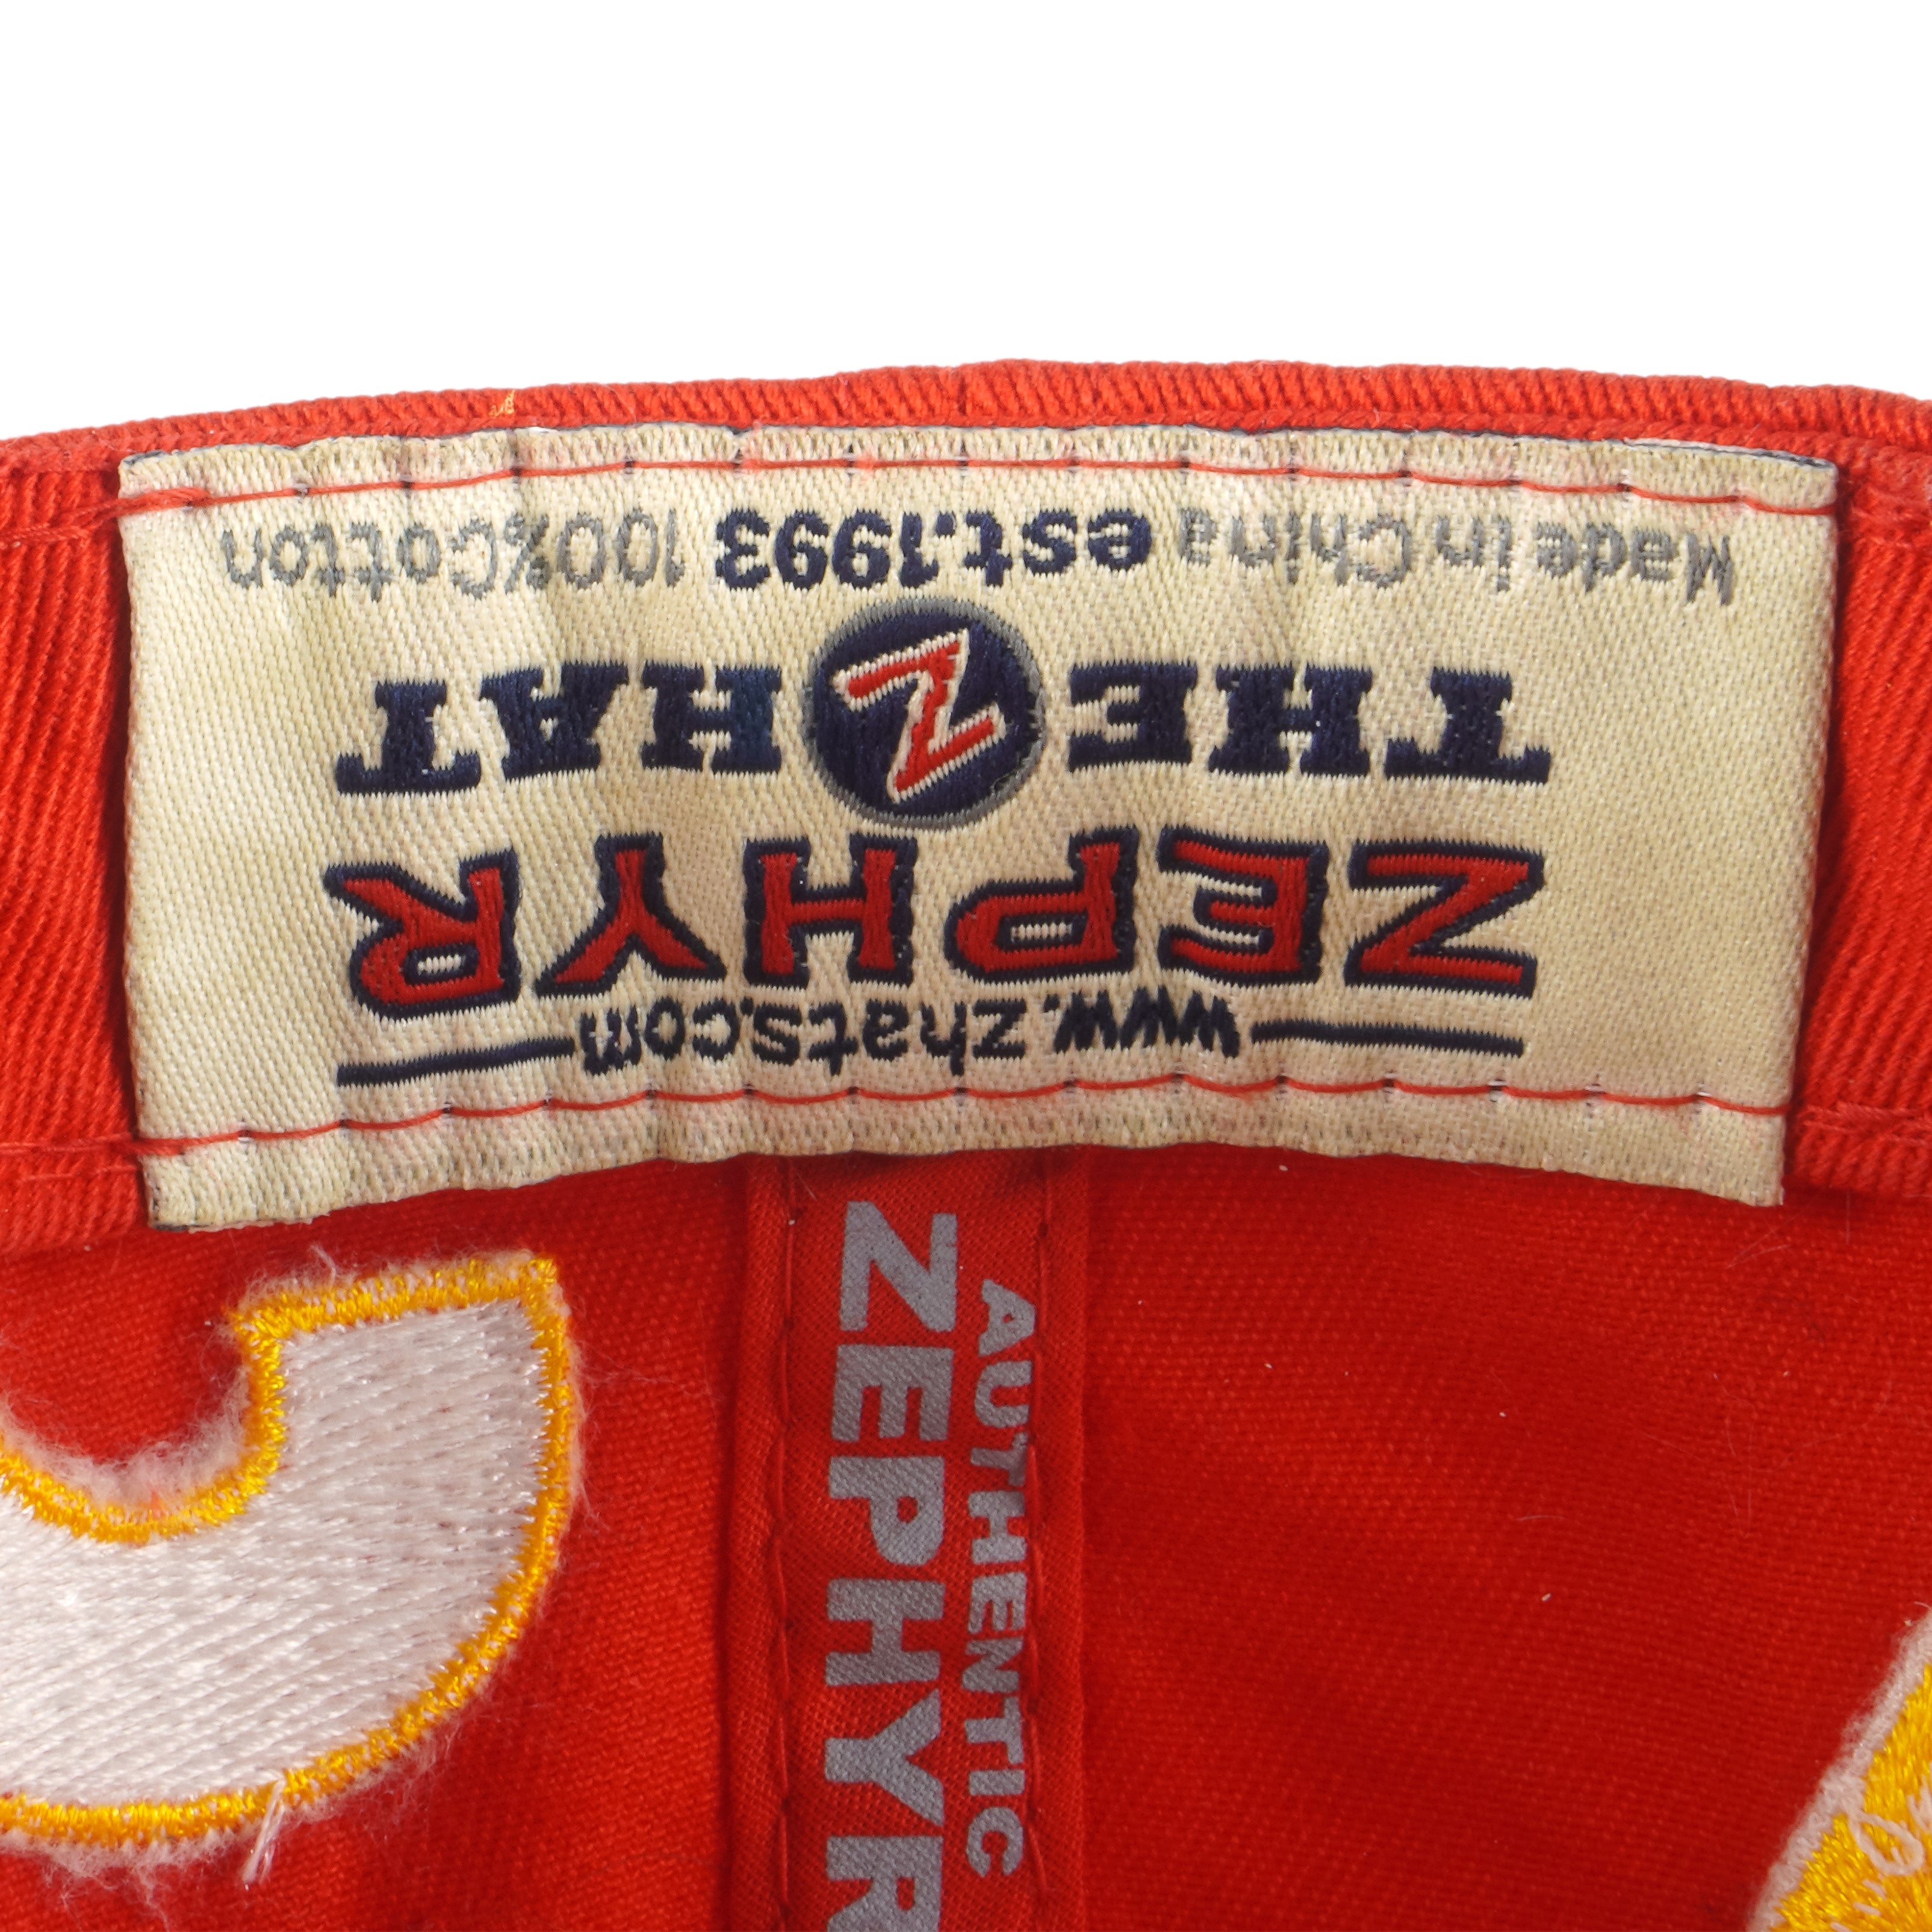 www.zhats.com
ZEPHYR
THE Z HAT
Made in China est.1993 100%Cotton
AUTHENTIC
ZEPHYR